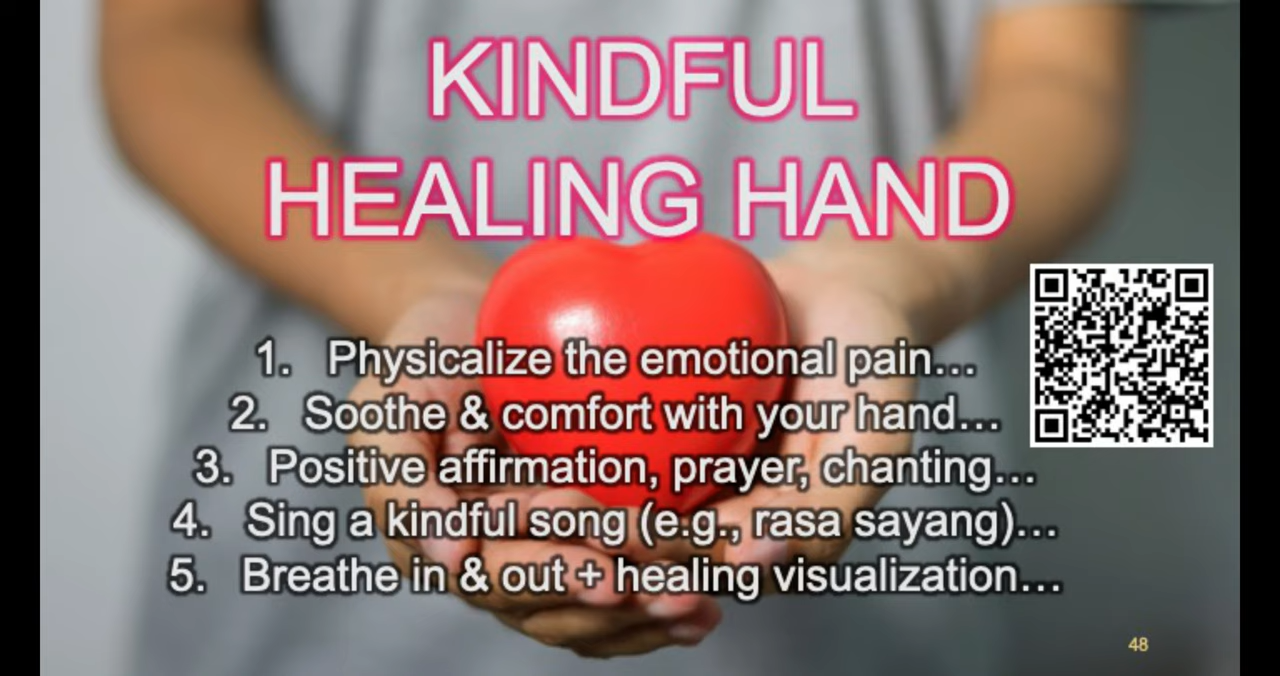 KINDFUL
HEALING HAND
1. Physicalize the emotional pain…
2. Soothe & comfort with your hand…
3. Positive affirmation, prayer, chanting…
4. Sing a kindful song (e.g., rasa sayang)…
5. Breathe in & out + healing visualization…
48